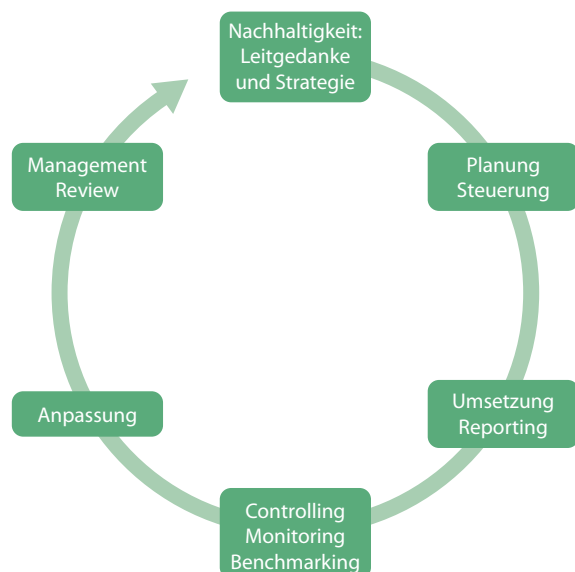 Nachhaltigkeit:
Leitgedanke
und Strategie
Planung
Steuerung
Umsetzung
Reporting
Controlling
Monitoring
Benchmarking
Anpassung
Management
Review